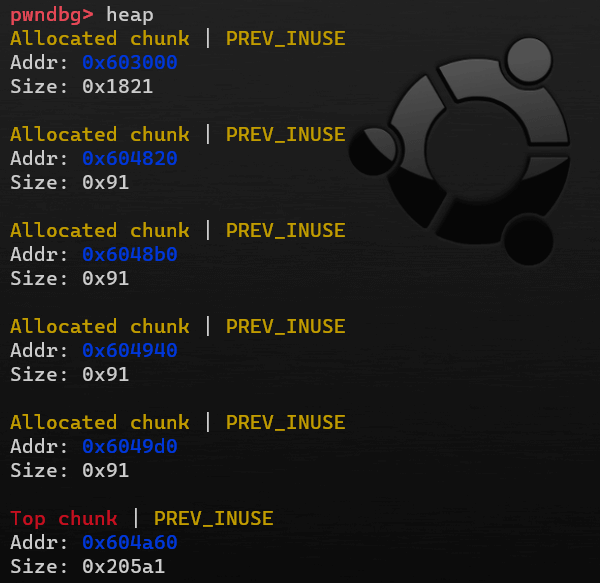 pwndbg> heap
Allocated chunk | PREV_INUSE
Addr: 0x603000
Size: 0x1821
Allocated chunk | PREV_INUSE
Addr: 0x604820
Size: 0x91
Allocated chunk | PREV_INUSE
Addr: 0x6048b0
Size: 0x91
Allocated chunk | PREV_INUSE
Addr: 0x604940
Size: 0x91
Allocated chunk | PREV_INUSE
Addr: 0x6049d0
Size: 0x91
Top chunk | PREV_INUSE
Addr: 0x604a60
Size: 0x205a1